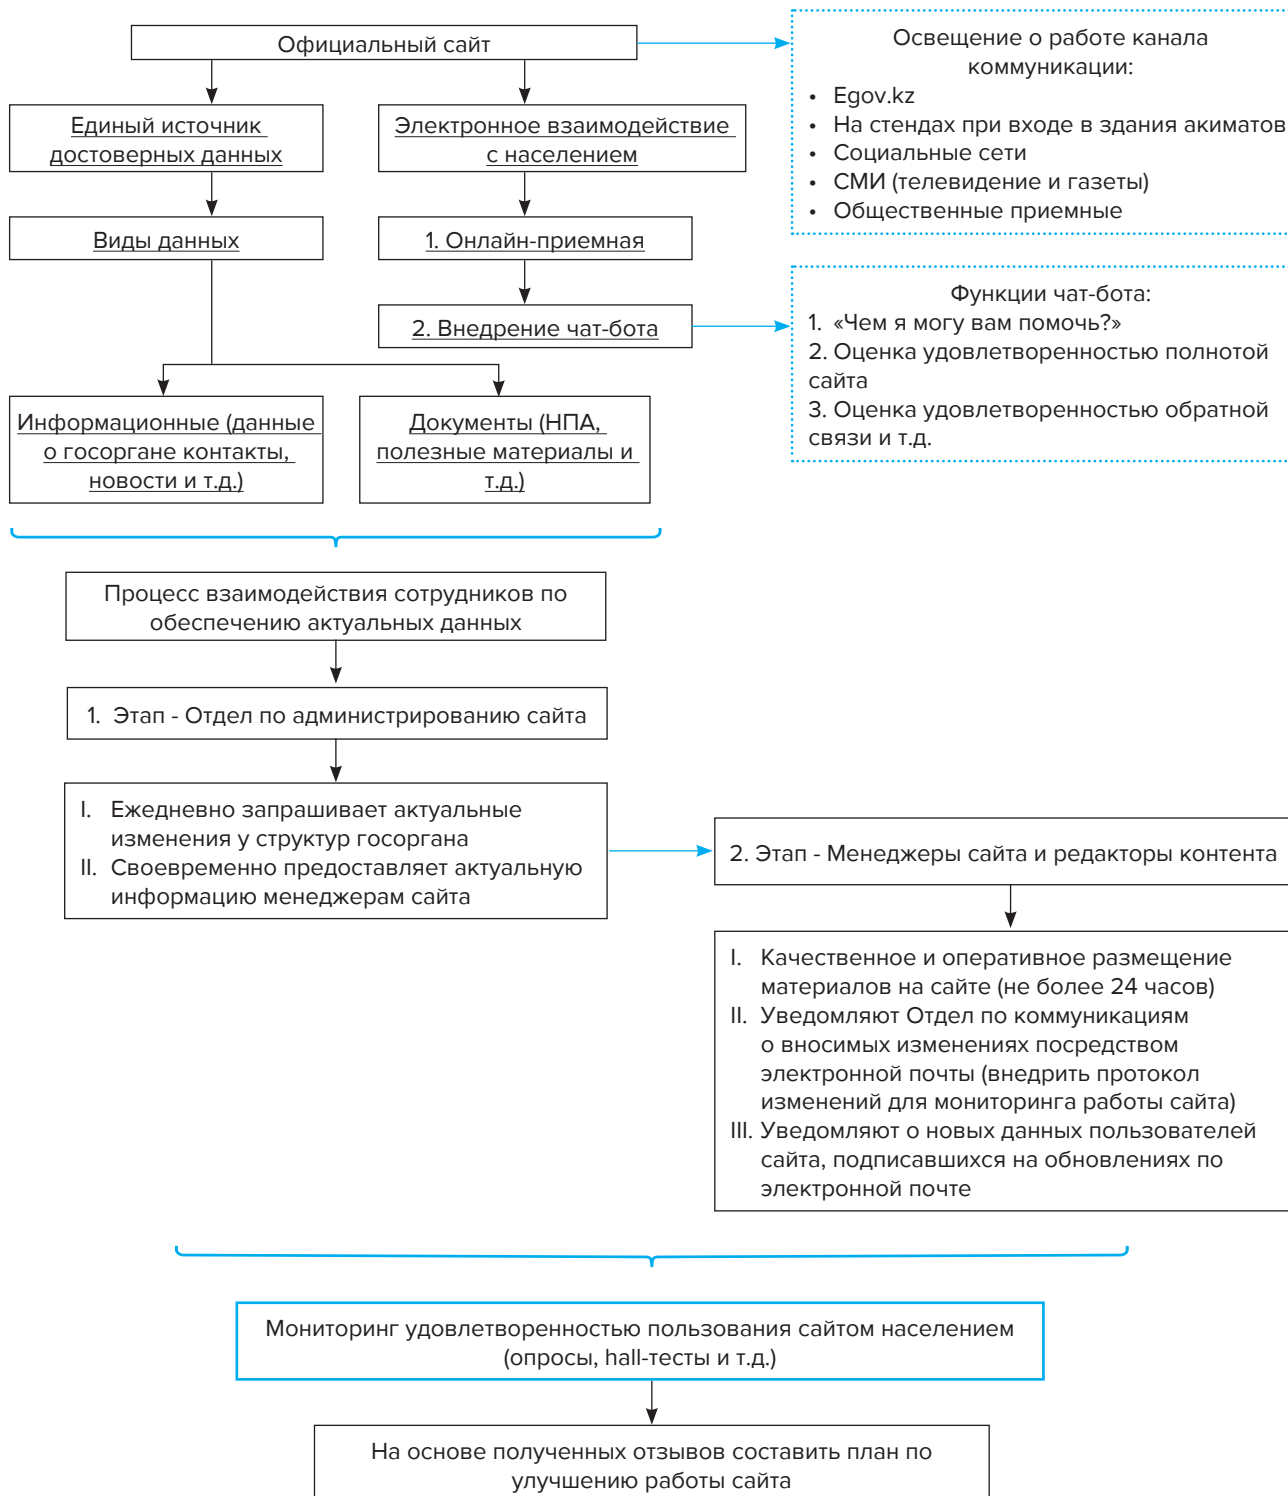 Официальный сайт
Освещение о работе канала
коммуникации:
• Egov.kz
• На стендах при входе в здания акиматов
• Социальные сети
• СМИ (телевидение и газеты)
• Общественные приемные
Единый источник
достоверных данных
Электронное взаимодействие
с населением
Виды данных
1. Онлайн-приемная
2. Внедрение чат-бота
Функции чат-бота:
1. «Чем я могу вам помочь?»
2. Оценка удовлетворенностью полнотой
сайта
3. Оценка удовлетворенностью обратной
связи и т.д.
Информационные (данные
о госоргане контакты,
новости и т.д.)
Документы (НПА,
полезные материалы и
т.д.)
Процесс взаимодействия сотрудников по
обеспечению актуальных данных
1. Этап - Отдел по администрированию сайта
I. Ежедневно запрашивает актуальные
изменения у структур госоргана
II. Своевременно предоставляет актуальную
информацию менеджерам сайта
2. Этап - Менеджеры сайта и редакторы контента
I. Качественное и оперативное размещение
материалов на сайте (не более 24 часов)
II. Уведомляют Отдел по коммуникациям
о вносимых изменениях посредством
электронной почты (внедрить протокол
изменений для мониторинга работы сайта)
III. Уведомляют о новых данных пользователей
сайта, подписавшихся на обновлениях по
электронной почте
Мониторинг удовлетворенностью пользования сайтом населением
(опросы, hall-тесты и т.д.)
На основе полученных отзывов составить план по
улучшению работы сайта